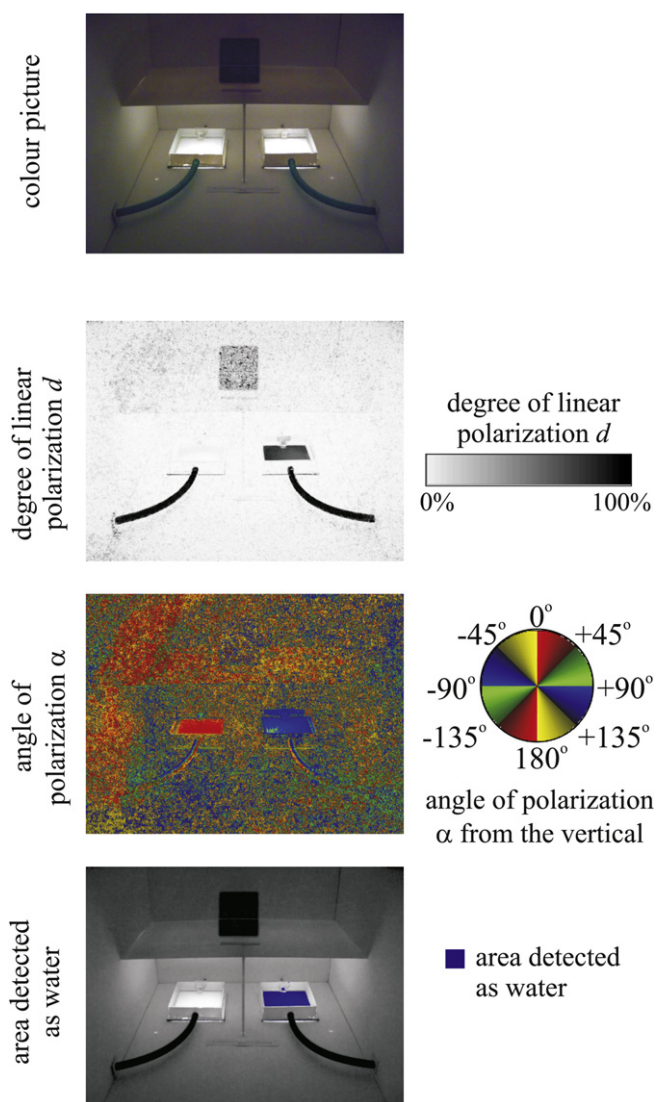 colour picture
degree of linear
polarization d
degree of linear
polarization d
0%
100%
angle of
polarization α
0°
-45°
+45°
-90°
+90°
-135°
+135°
180°
angle of polarization
α from the vertical
area detected
as water
area detected
as water